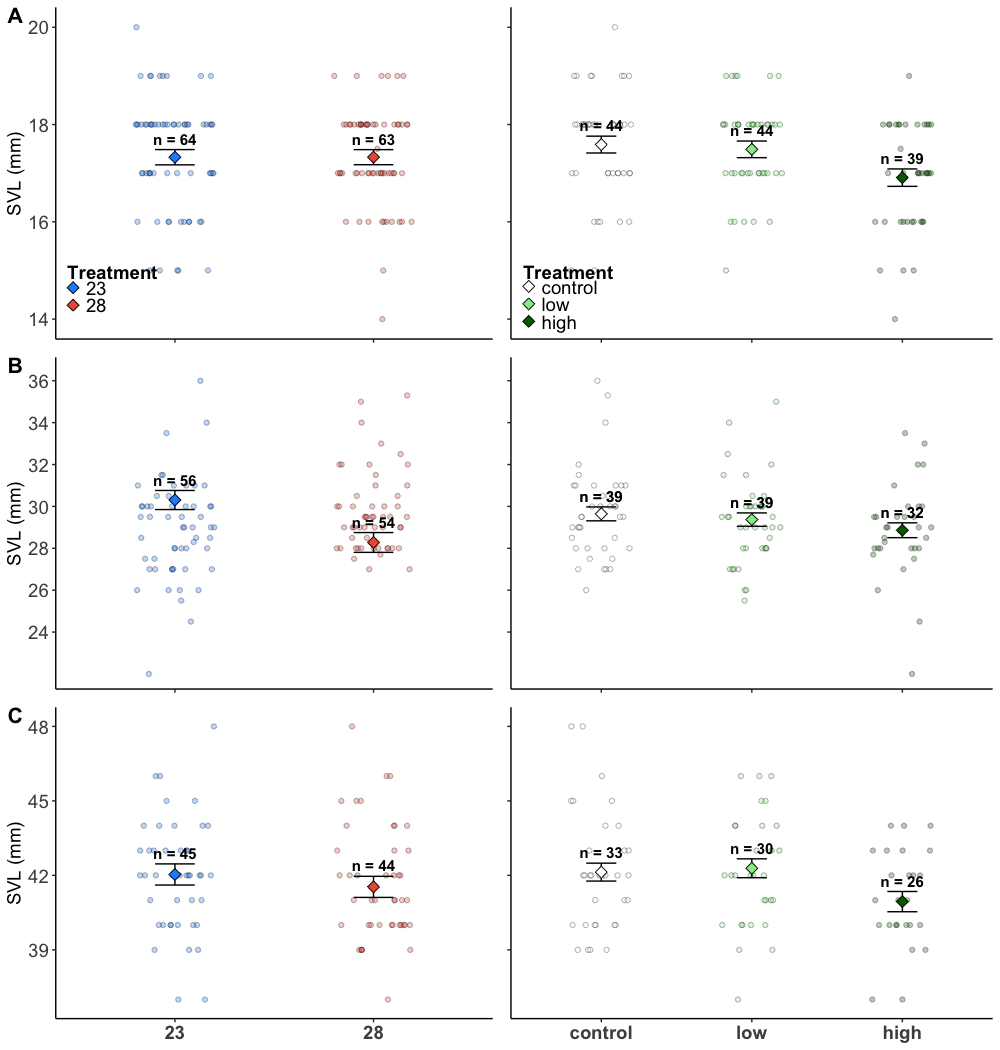 A
SVL (mm)
20
18
16
14
n = 64
n = 63
Treatment
23
28
n = 44
n = 44
n = 39
Treatment
control
low
high
B
SVL (mm)
36
34
32
30
28
26
24
n = 56
n = 54
n = 39
n = 39
n = 32
C
SVL (mm)
48
45
42
39
n = 45
n = 44
n = 33
n = 30
n = 26
23
28
control
low
high